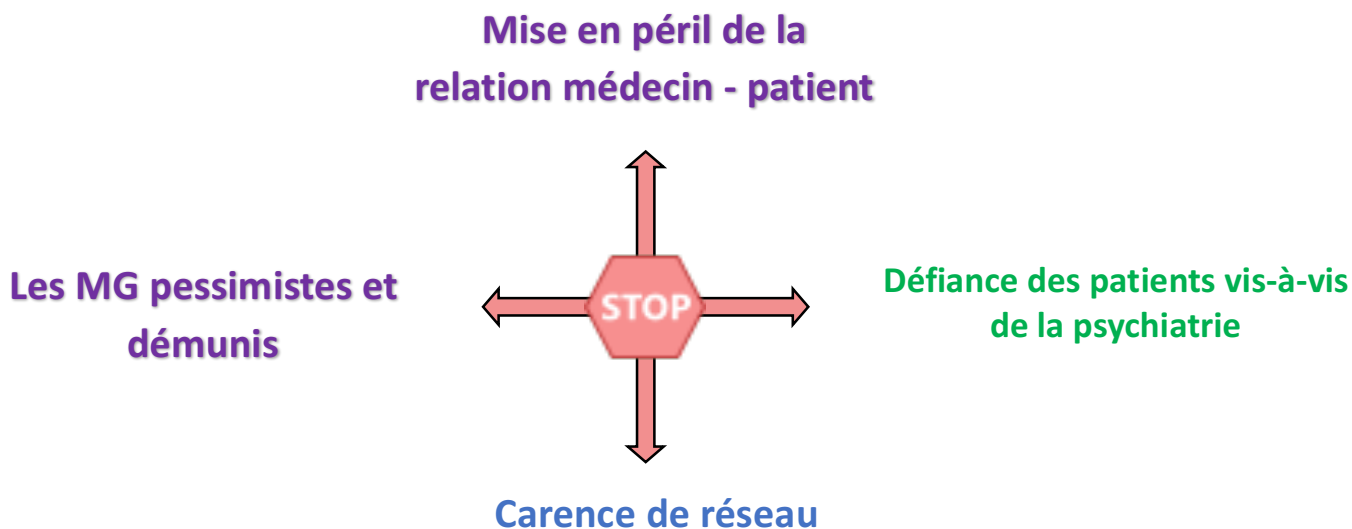 Mise en péril de la
relation médecin - patient
Les MG pessimistes et
démunis
STOP
Défiance des patients vis-à-vis
de la psychiatrie
Carence de réseau